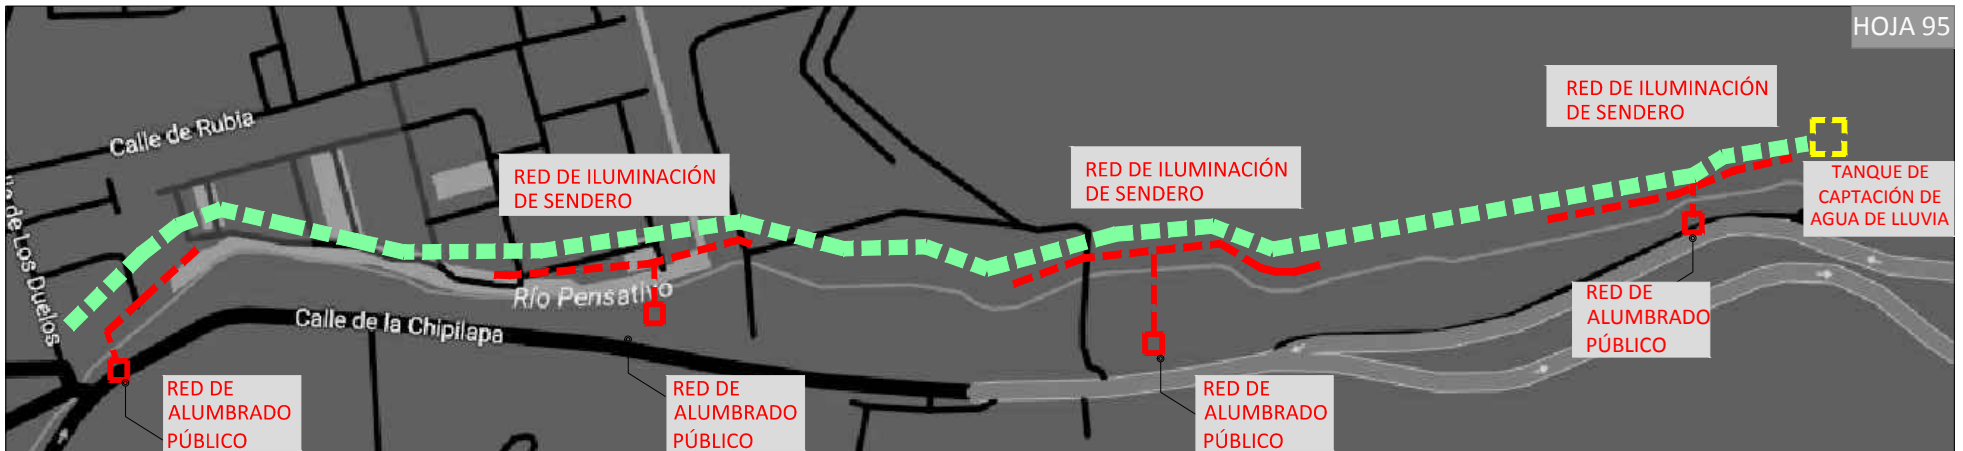 HOJA 95
RED DE ILUMINACIÓN
DE SENDERO
Calle de Rubia
RED DE ILUMINACIÓN
DE SENDERO
RED DE ILUMINACIÓN
DE SENDERO
TANQUE DE
CAPTACIÓN DE
AGUA DE LLUVIA
de Los Duelos
Río Pensativo
Calle de la Chipilapa
RED DE
ALUMBRADO
PÚBLICO
RED DE
ALUMBRADO
PÚBLICO
RED DE
ALUMBRADO
PÚBLICO
RED DE
ALUMBRADO
PÚBLICO